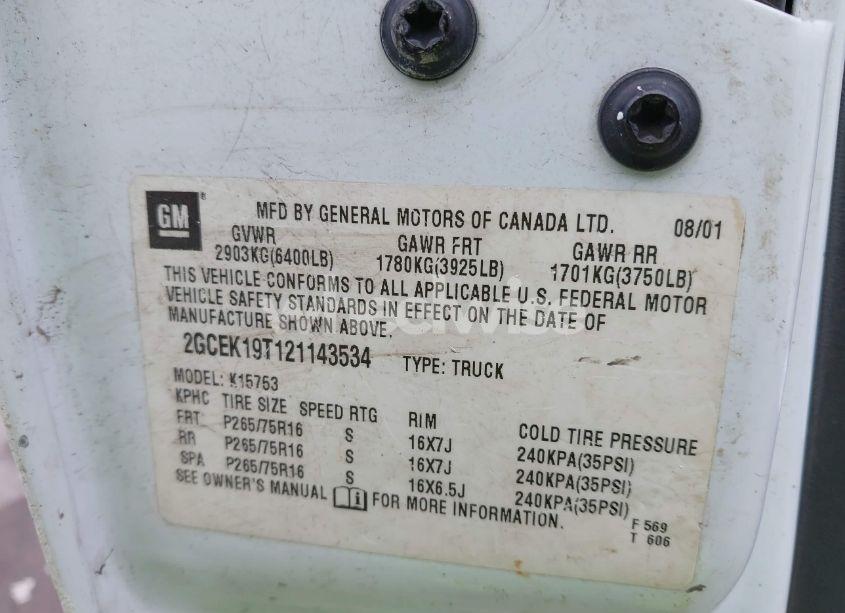 GM
MFD BY GENERAL MOTORS OF CANADA LTD. 08/01
GVWR GAWR FRT GAWR RR
2903KG(6400LB) 1780KG(3925LB) 1701KG(3750LB)
THIS VEHICLE CONFORMS TO ALL APPLICABLE U.S. FEDERAL MOTOR
VEHICLE SAFETY STANDARDS IN EFFECT ON THE DATE OF
MANUFACTURE SHOWN ABOVE.
2GCEK19T121143534 TYPE: TRUCK
MODEL: K15753
KPHC TIRE SIZE SPEED RTG RIM COLD TIRE PRESSURE
FRT P265/75R16 S 16X7J 240KPA(35PSI)
RR P265/75R16 S 16X7J 240KPA(35PSI)
SPA P265/75R16 S 16X6.5J 240KPA(35PSI)
SEE OWNER'S MANUAL FOR MORE INFORMATION.
F 569
T 606